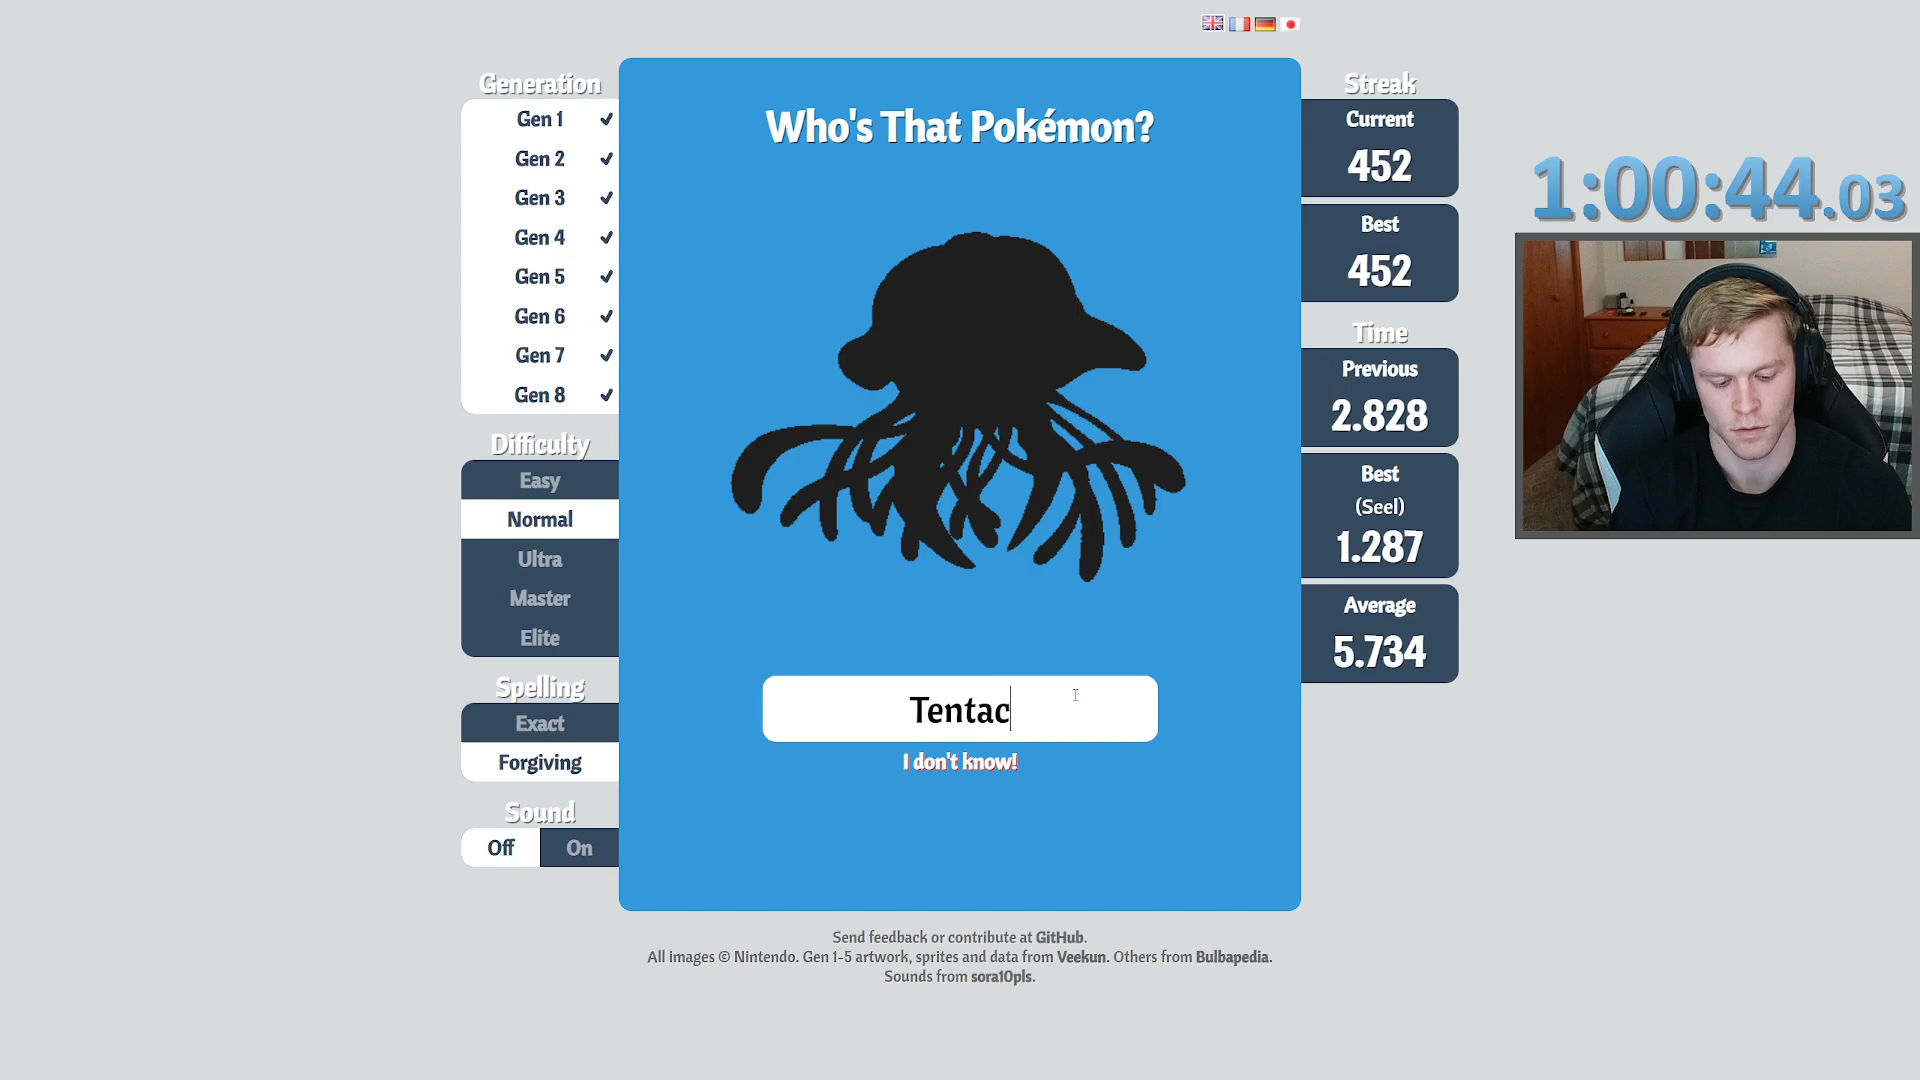 Generation
Gen 1 ✔
Gen 2 ✔
Gen 3 ✔
Gen 4 ✔
Gen 5 ✔
Gen 6 ✔
Gen 7 ✔
Gen 8 ✔
Difficulty
Easy
Normal
Ultra
Master
Elite
Spelling
Exact
Forgiving
Sound
Off On
Who's That Pokémon?
Tentac
I don't know!
Streak
Current
452
Best
452
Time
Previous
2.828
Best
(Seel)
1.287
Average
5.734
1:00:44.03
Send feedback or contribute at GitHub.
All images © Nintendo. Gen 1-5 artwork, sprites and data from Veekun. Others from Bulbapedia.
Sounds from sora10pls.